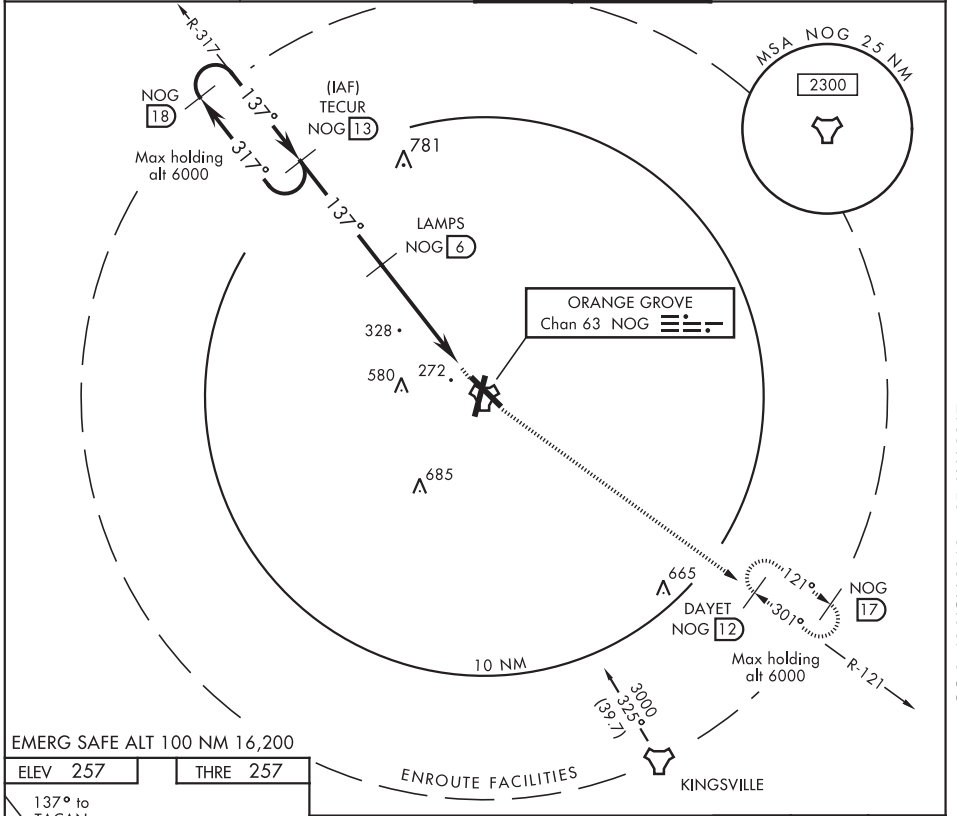 R-317
137°
NOG
18
317°
Max holding
alt 6000
(IAF)
TECUR
NOG 13
781
137°
LAMPS
NOG 6
MSA NOG 25 NM
2300
ORANGE GROVE
Chan 63 NOG
328
580
272
685
665
121°
301°
NOG
17
DAYET
NOG 12
Max holding
alt 6000
R-121
10 NM
3000
325°
(39.7)
KINGSVILLE
ENROUTE FACILITIES
EMERG SAFE ALT 100 NM 16,200
ELEV 257
THRE 257
137° to
TACAN